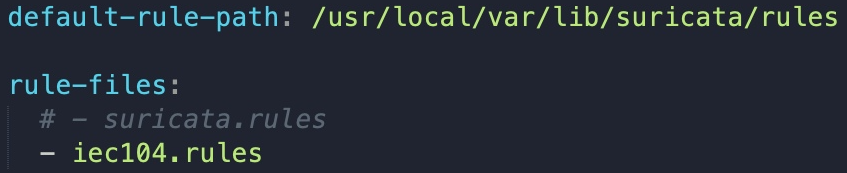 default-rule-path: /usr/local/var/lib/suricata/rules
rule-files:
# - suricata.rules
- iec104.rules